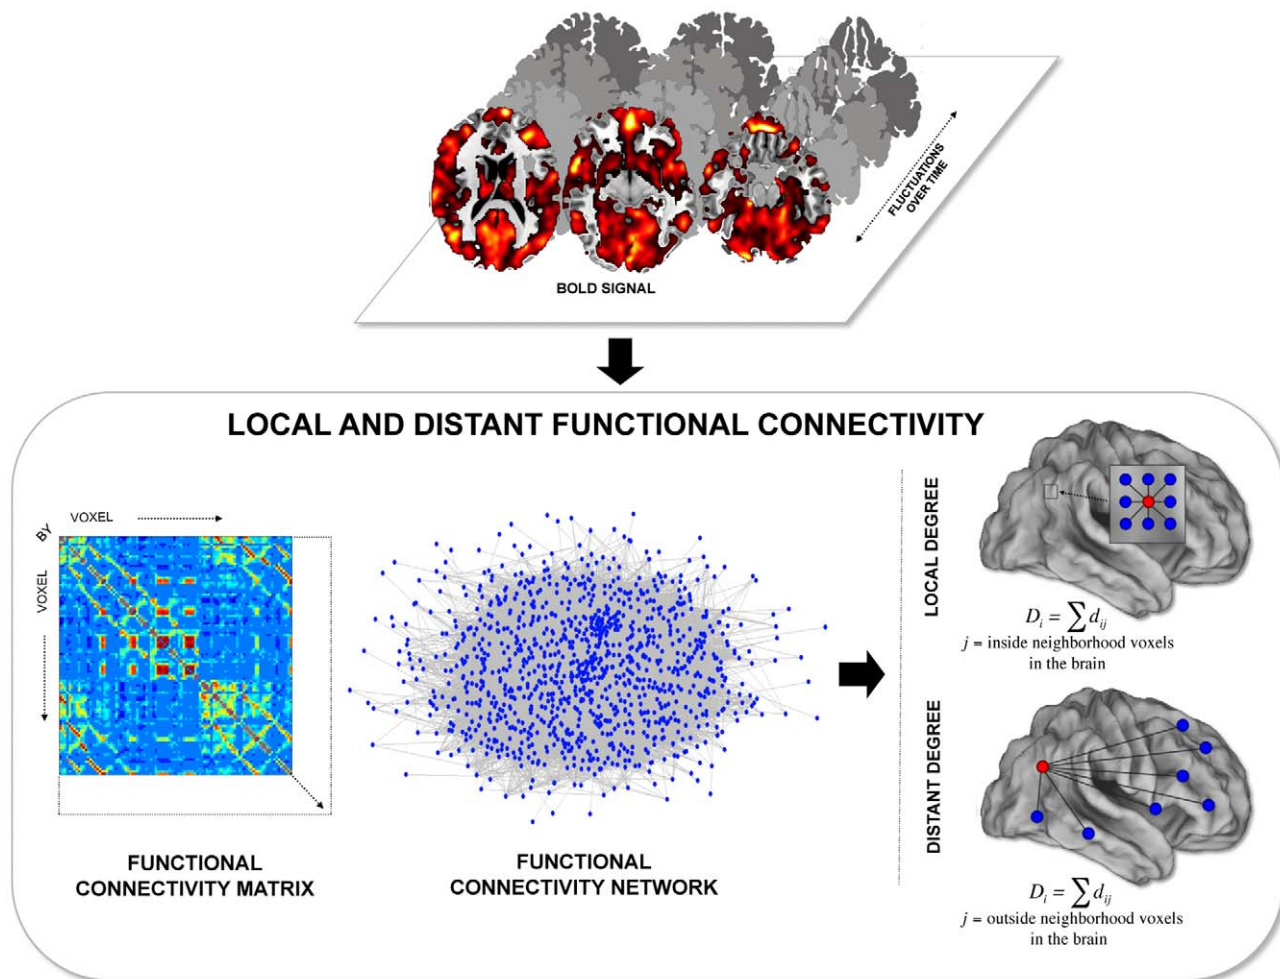 FLUCTUATIONS
OVER TIME
BOLD SIGNAL
LOCAL AND DISTANT FUNCTIONAL CONNECTIVITY
BY
VOXEL
VOXEL
FUNCTIONAL
CONNECTIVITY MATRIX
FUNCTIONAL
CONNECTIVITY NETWORK
LOCAL DEGREE
D_i = ∑ d_ij
j = inside neighborhood voxels
in the brain
DISTANT DEGREE
D_i = ∑ d_ij
j = outside neighborhood voxels
in the brain